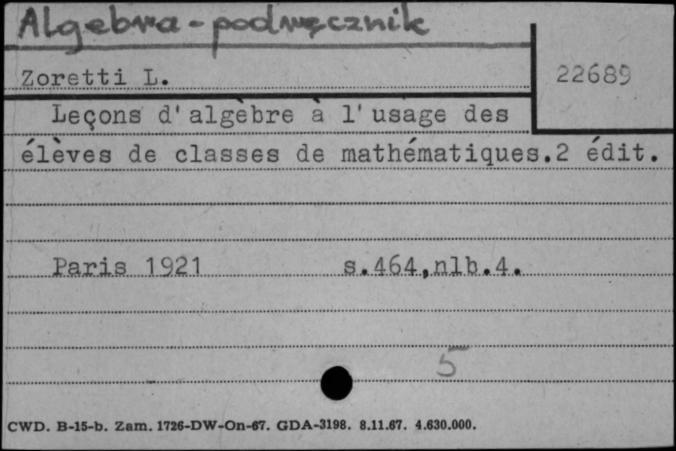 Algebra - podręcznik
Zoretti L.
22689
Leçons d'algèbre à l'usage des
élèves de classes de mathématiques.2 édit.
Paris 1921 s.464,nlb.4.
5
CWD. B-15-b. Zam. 1726-DW-On-67. GDA-3198. 8.11.67. 4.630.000.